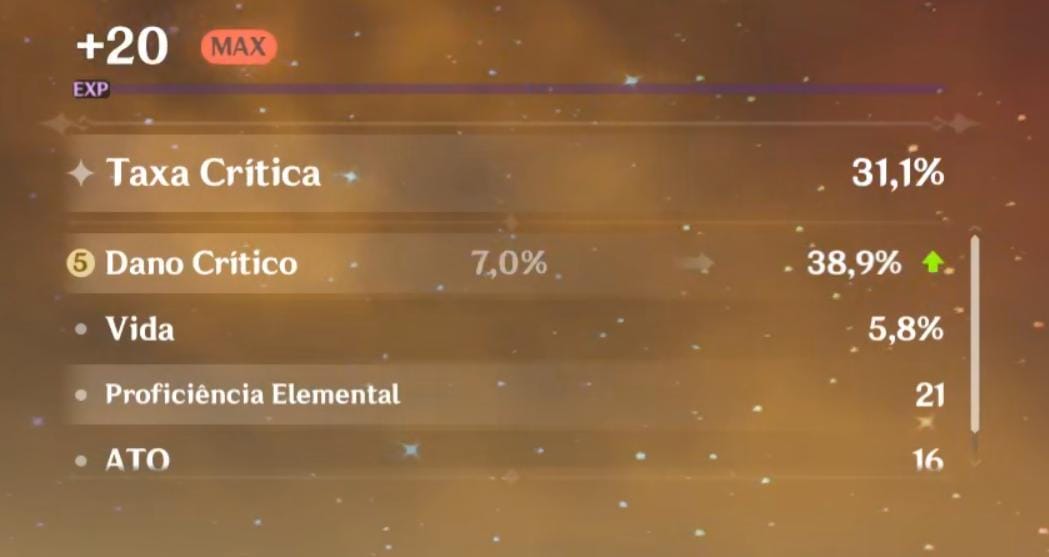 +20 MAX
EXP
Taxa Crítica 31,1%
5 Dano Crítico 7,0% 38,9%
Vida 5,8%
Proficiência Elemental 21
ATQ 16